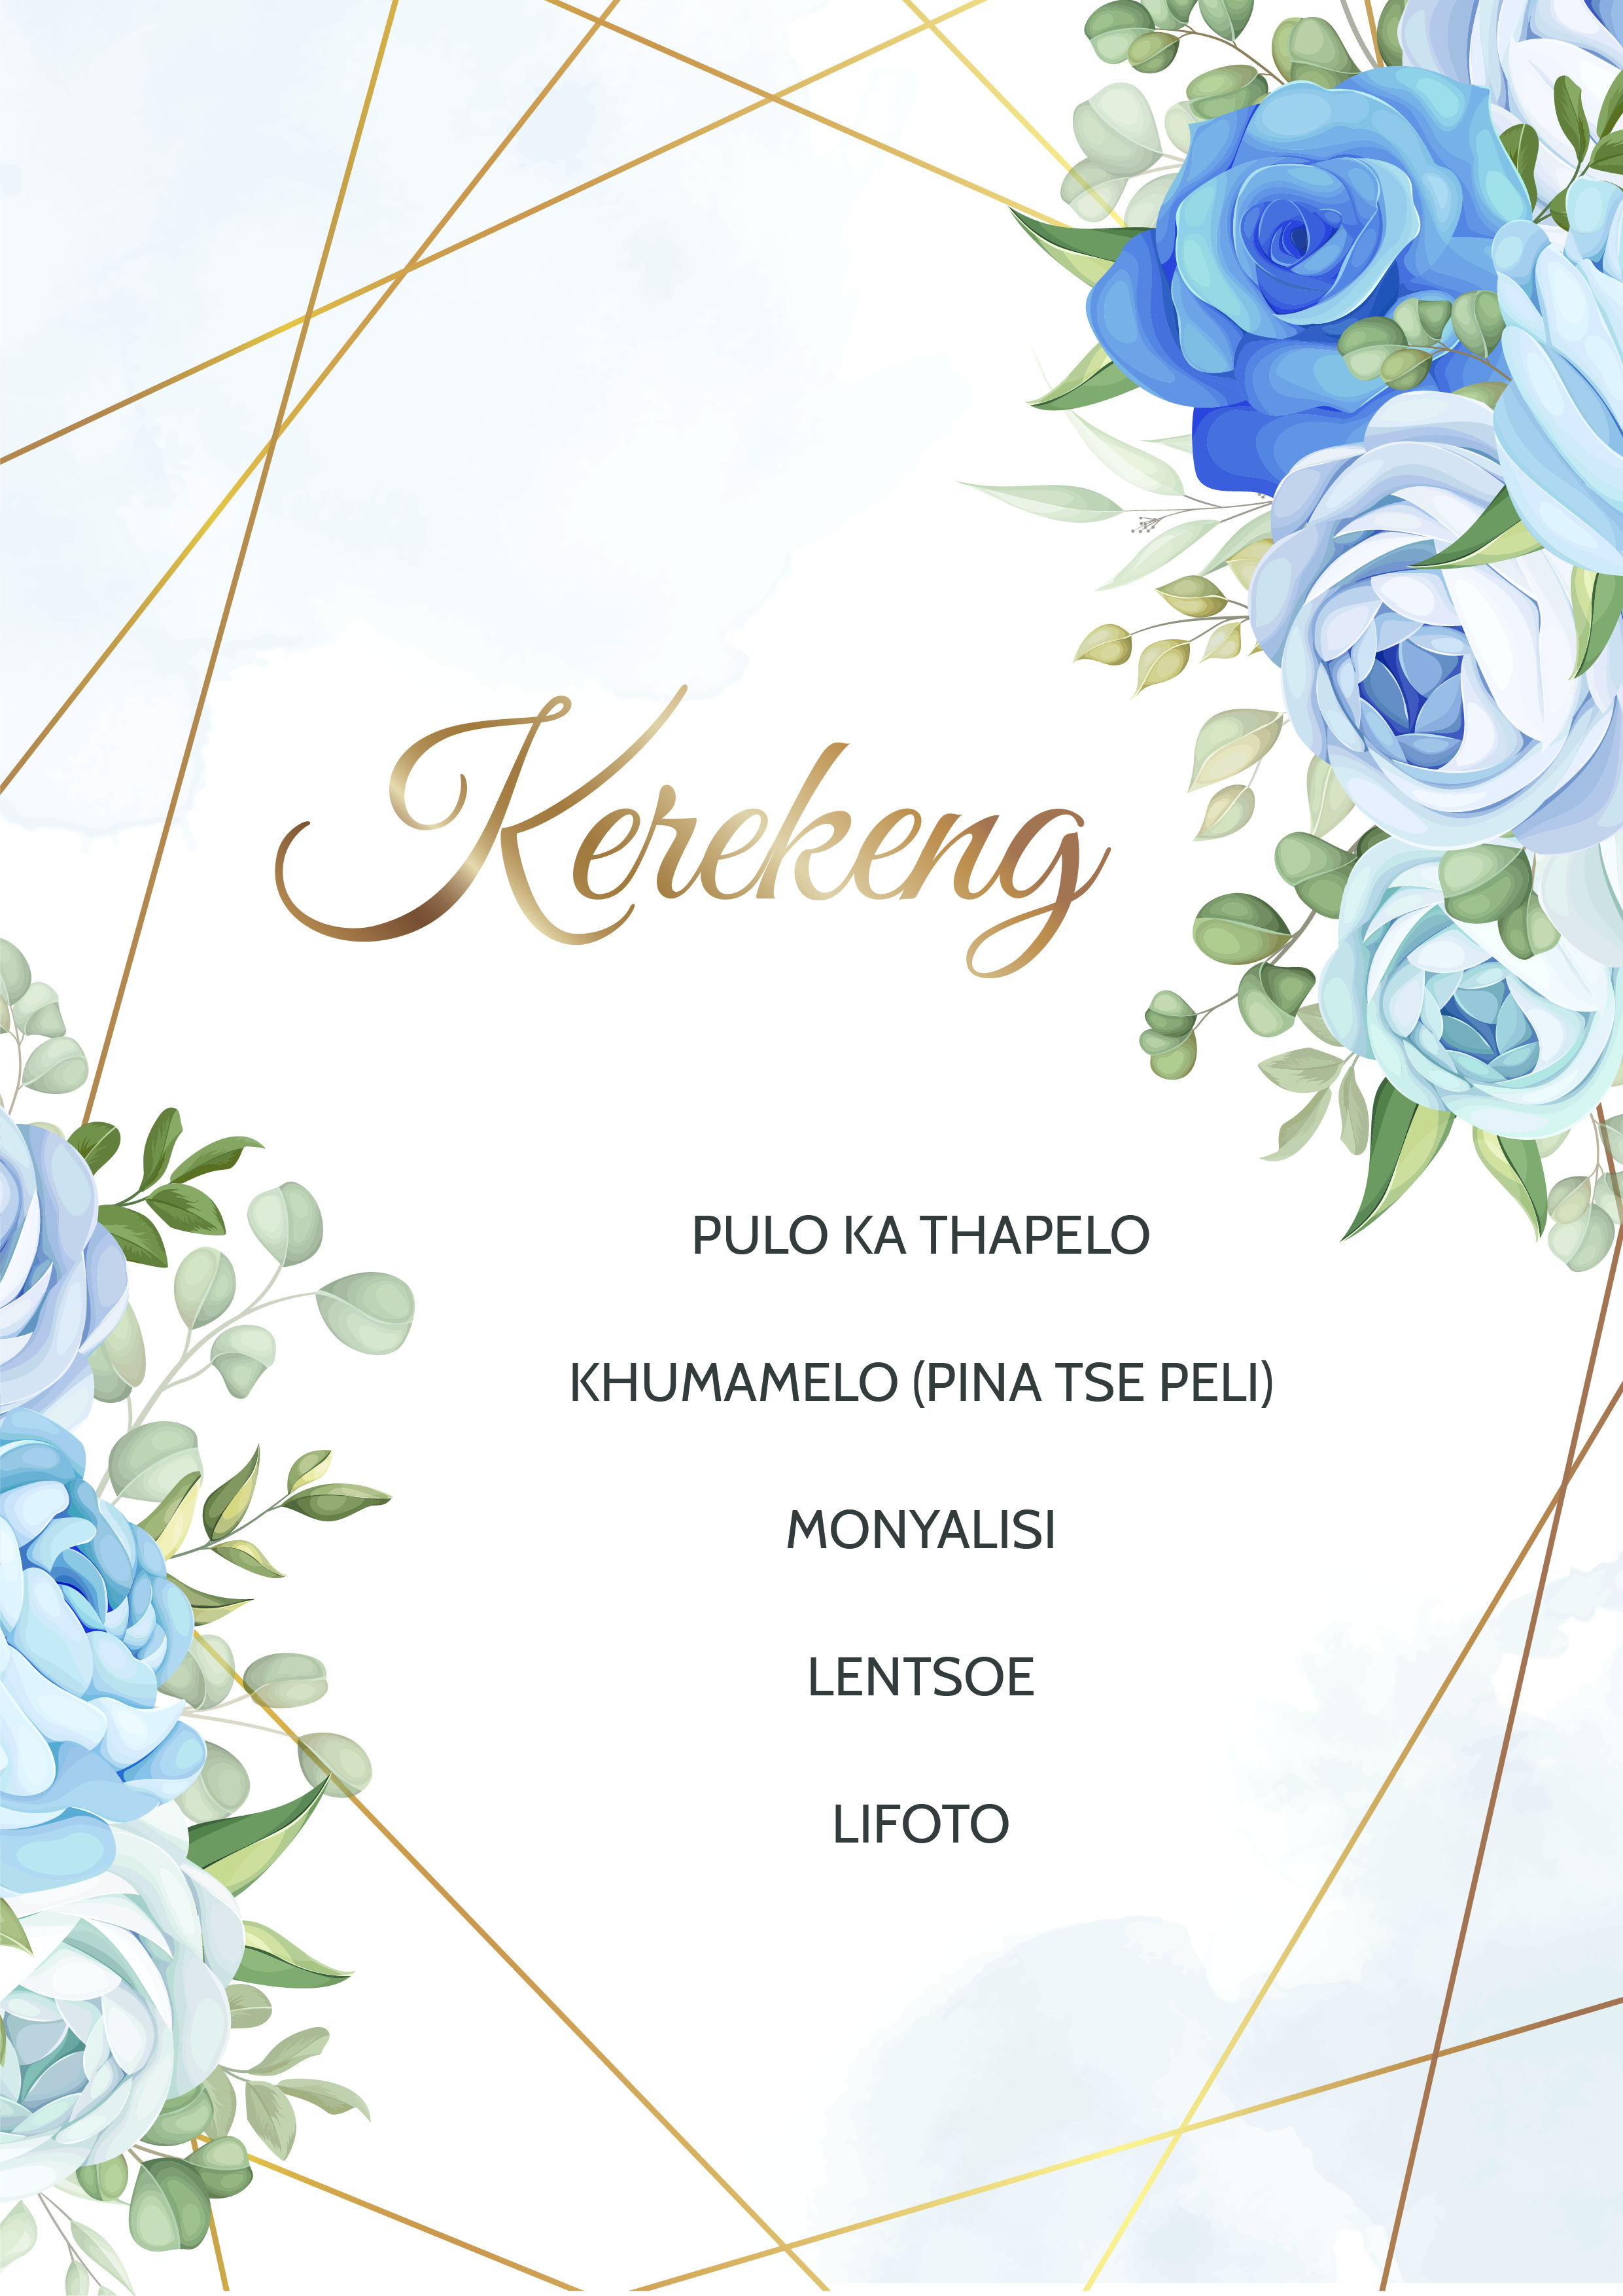 Kerekeng
PULO KA THAPELO
KHUMAMELO (PINA TSE PELI)
MONYALISI
LENTSOE
LIFOTO